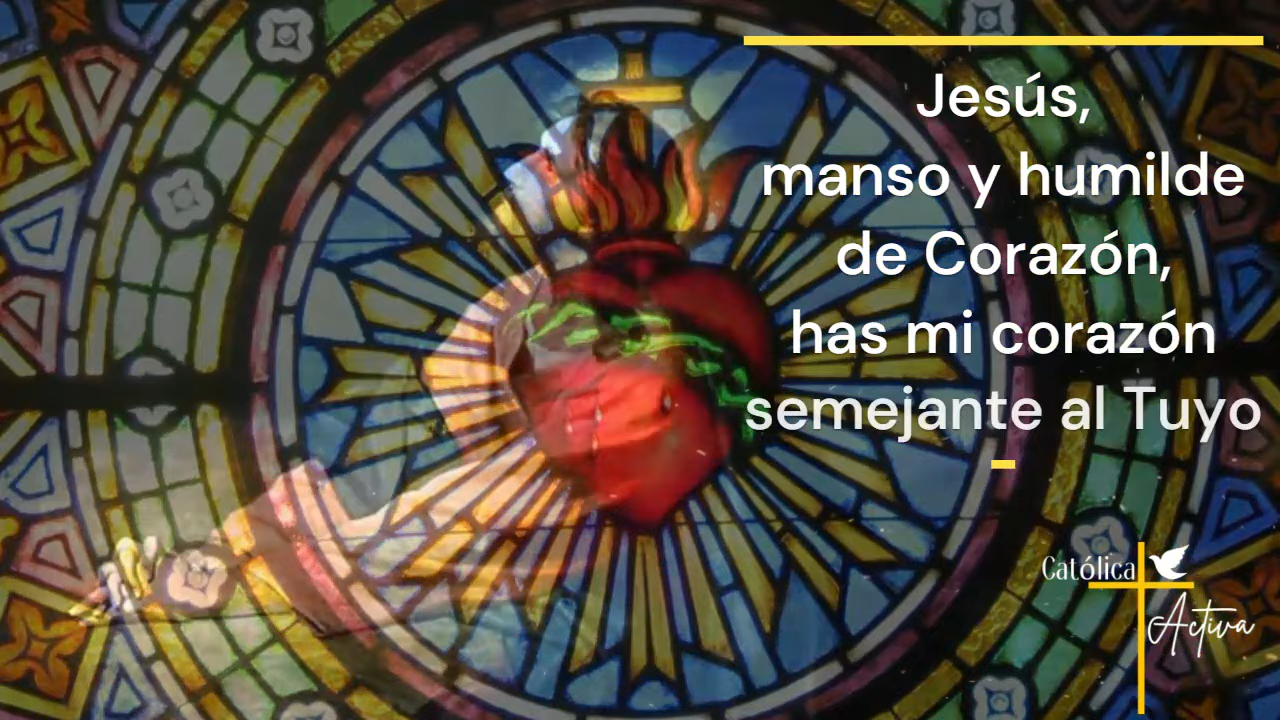 Jesús,
manso y humilde
de Corazón,
has mi corazón
semejante al Tuyo
Católica
Activa